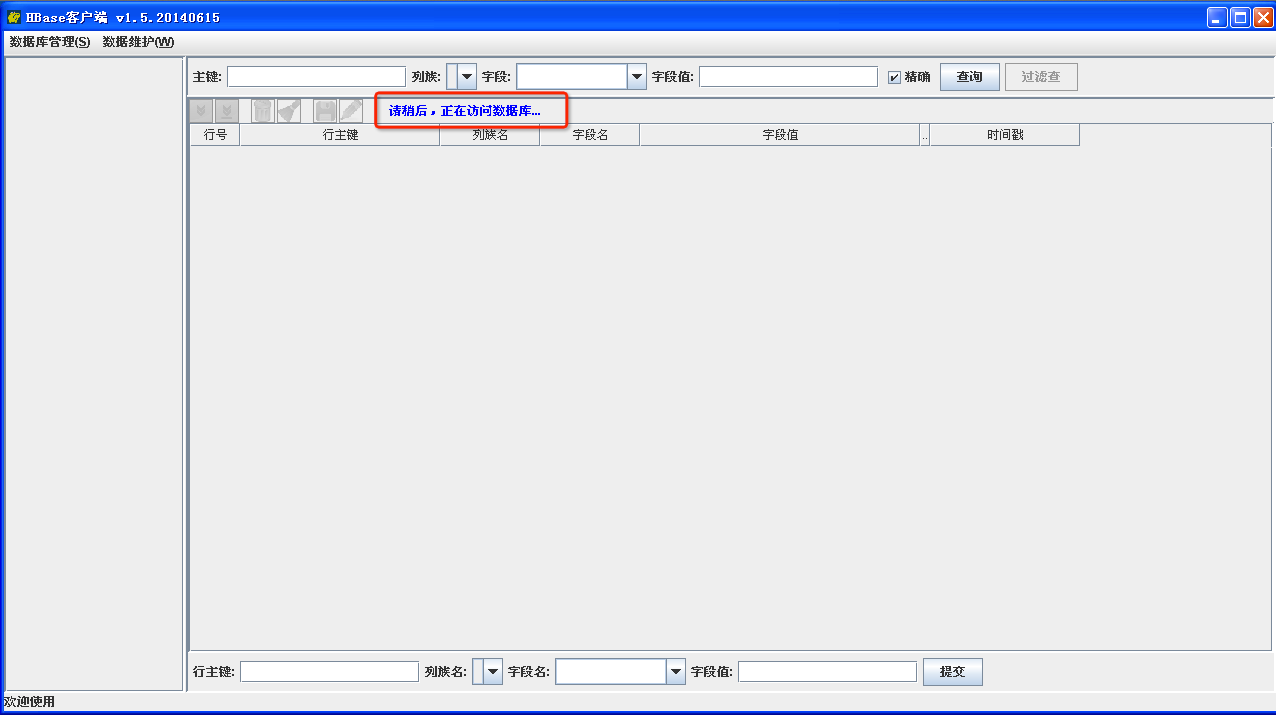 HBase客户端 v1.5.20140615
数据库管理(S) 数据维护(W)
主键: 列族: 字段: 字段值: 精确 查询 过滤查
请稍后，正在访问数据库...
行号 行主键 列族名 字段名 字段值 .. 时间戳
行主键: 列族名: 字段名: 字段值: 提交
欢迎使用